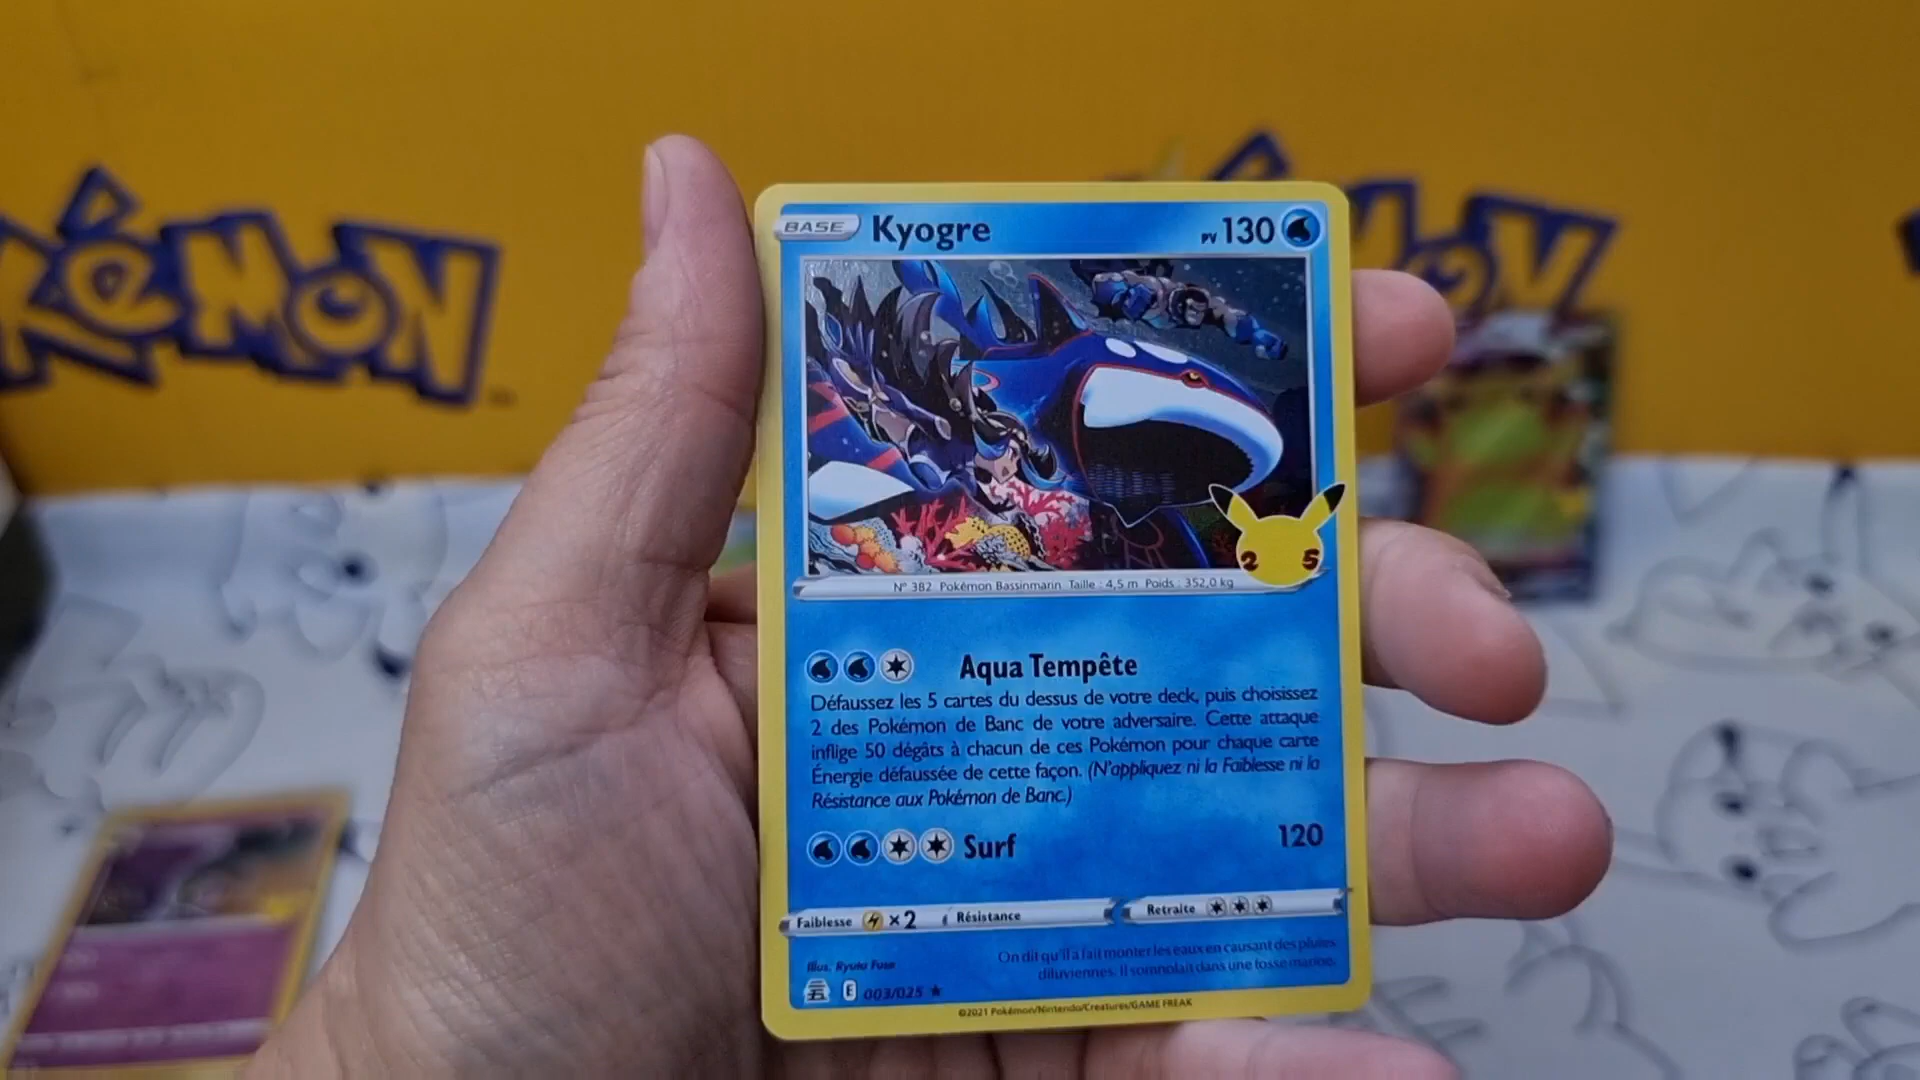 POKéMON
BASE Kyogre PV 130
25
N° 382 Pokémon Bassinmarin Taille : 4,5 m Poids : 352,0 kg
Aqua Tempête
Défaussez les 5 cartes du dessus de votre deck, puis choisissez
2 des Pokémon de Banc de votre adversaire. Cette attaque
inflige 50 dégâts à chacun de ces Pokémon pour chaque carte
Énergie défaussée de cette façon. (N'appliquez ni la Faiblesse ni la
Résistance aux Pokémon de Banc.)
Surf 120
Faiblesse ×2 Résistance Retraite
On dit qu'il a fait monter les eaux en causant des pluies
diluviennes. Il somnolait dans une fosse marine.
Illus. Ryuta Fuse
E 003/025 ★
©2021 Pokémon/Nintendo/Creatures/GAME FREAK